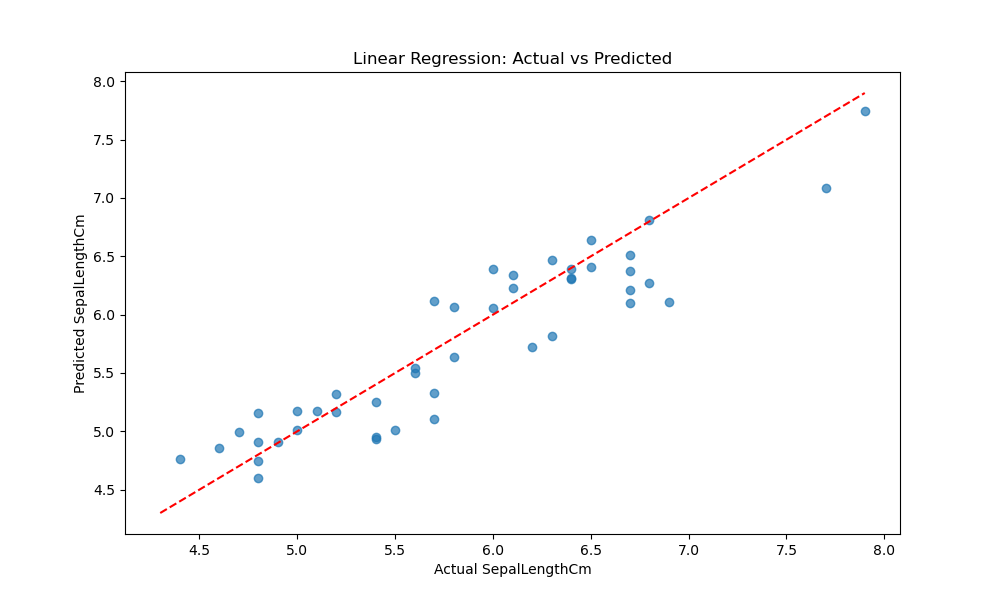 Linear Regression: Actual vs Predicted
Predicted SepalLengthCm
8.0
7.5
7.0
6.5
6.0
5.5
5.0
4.5
4.5 5.0 5.5 6.0 6.5 7.0 7.5 8.0
Actual SepalLengthCm